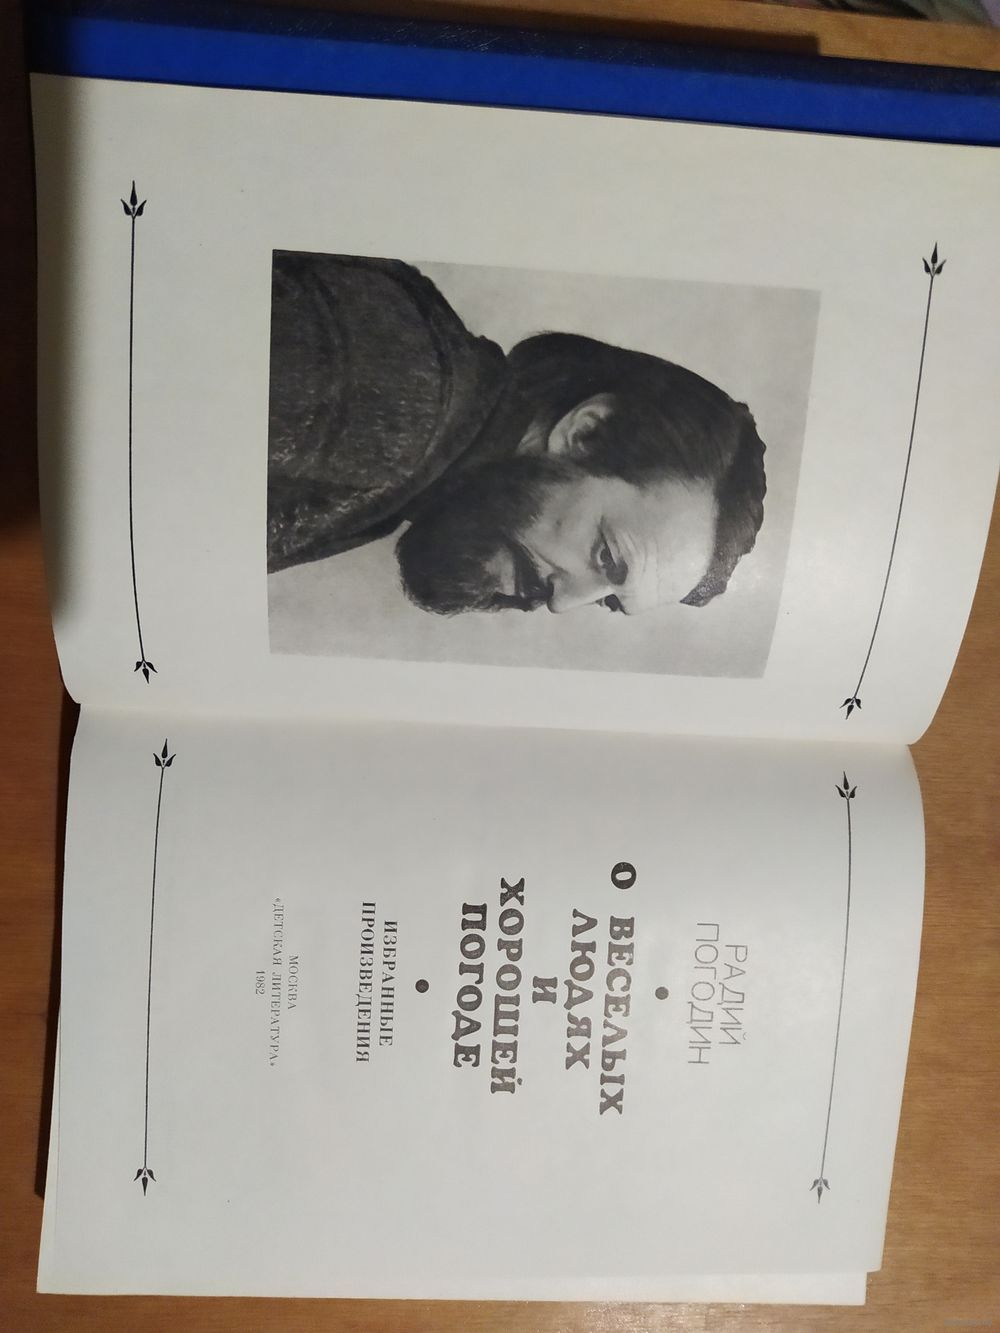 РАДИЙ
ПОГОДИН
О ВЕСЕЛЫХ
ЛЮДЯХ
И
ХОРОШЕЙ
ПОГОДЕ
ИЗБРАННЫЕ
ПРОИЗВЕДЕНИЯ
МОСКВА
«ДЕТСКАЯ ЛИТЕРАТУРА»
1982